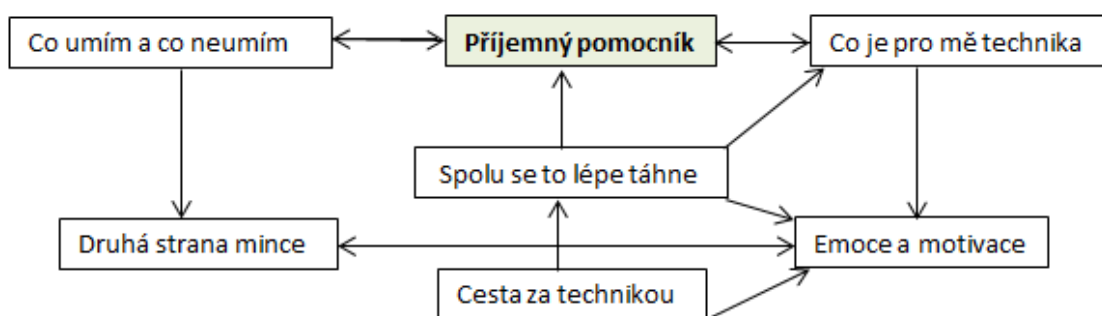 Co umím a co neumím
Příjemný pomocník
Co je pro mě technika
Spolu se to lépe táhne
Druhá strana mince
Emoce a motivace
Cesta za technikou